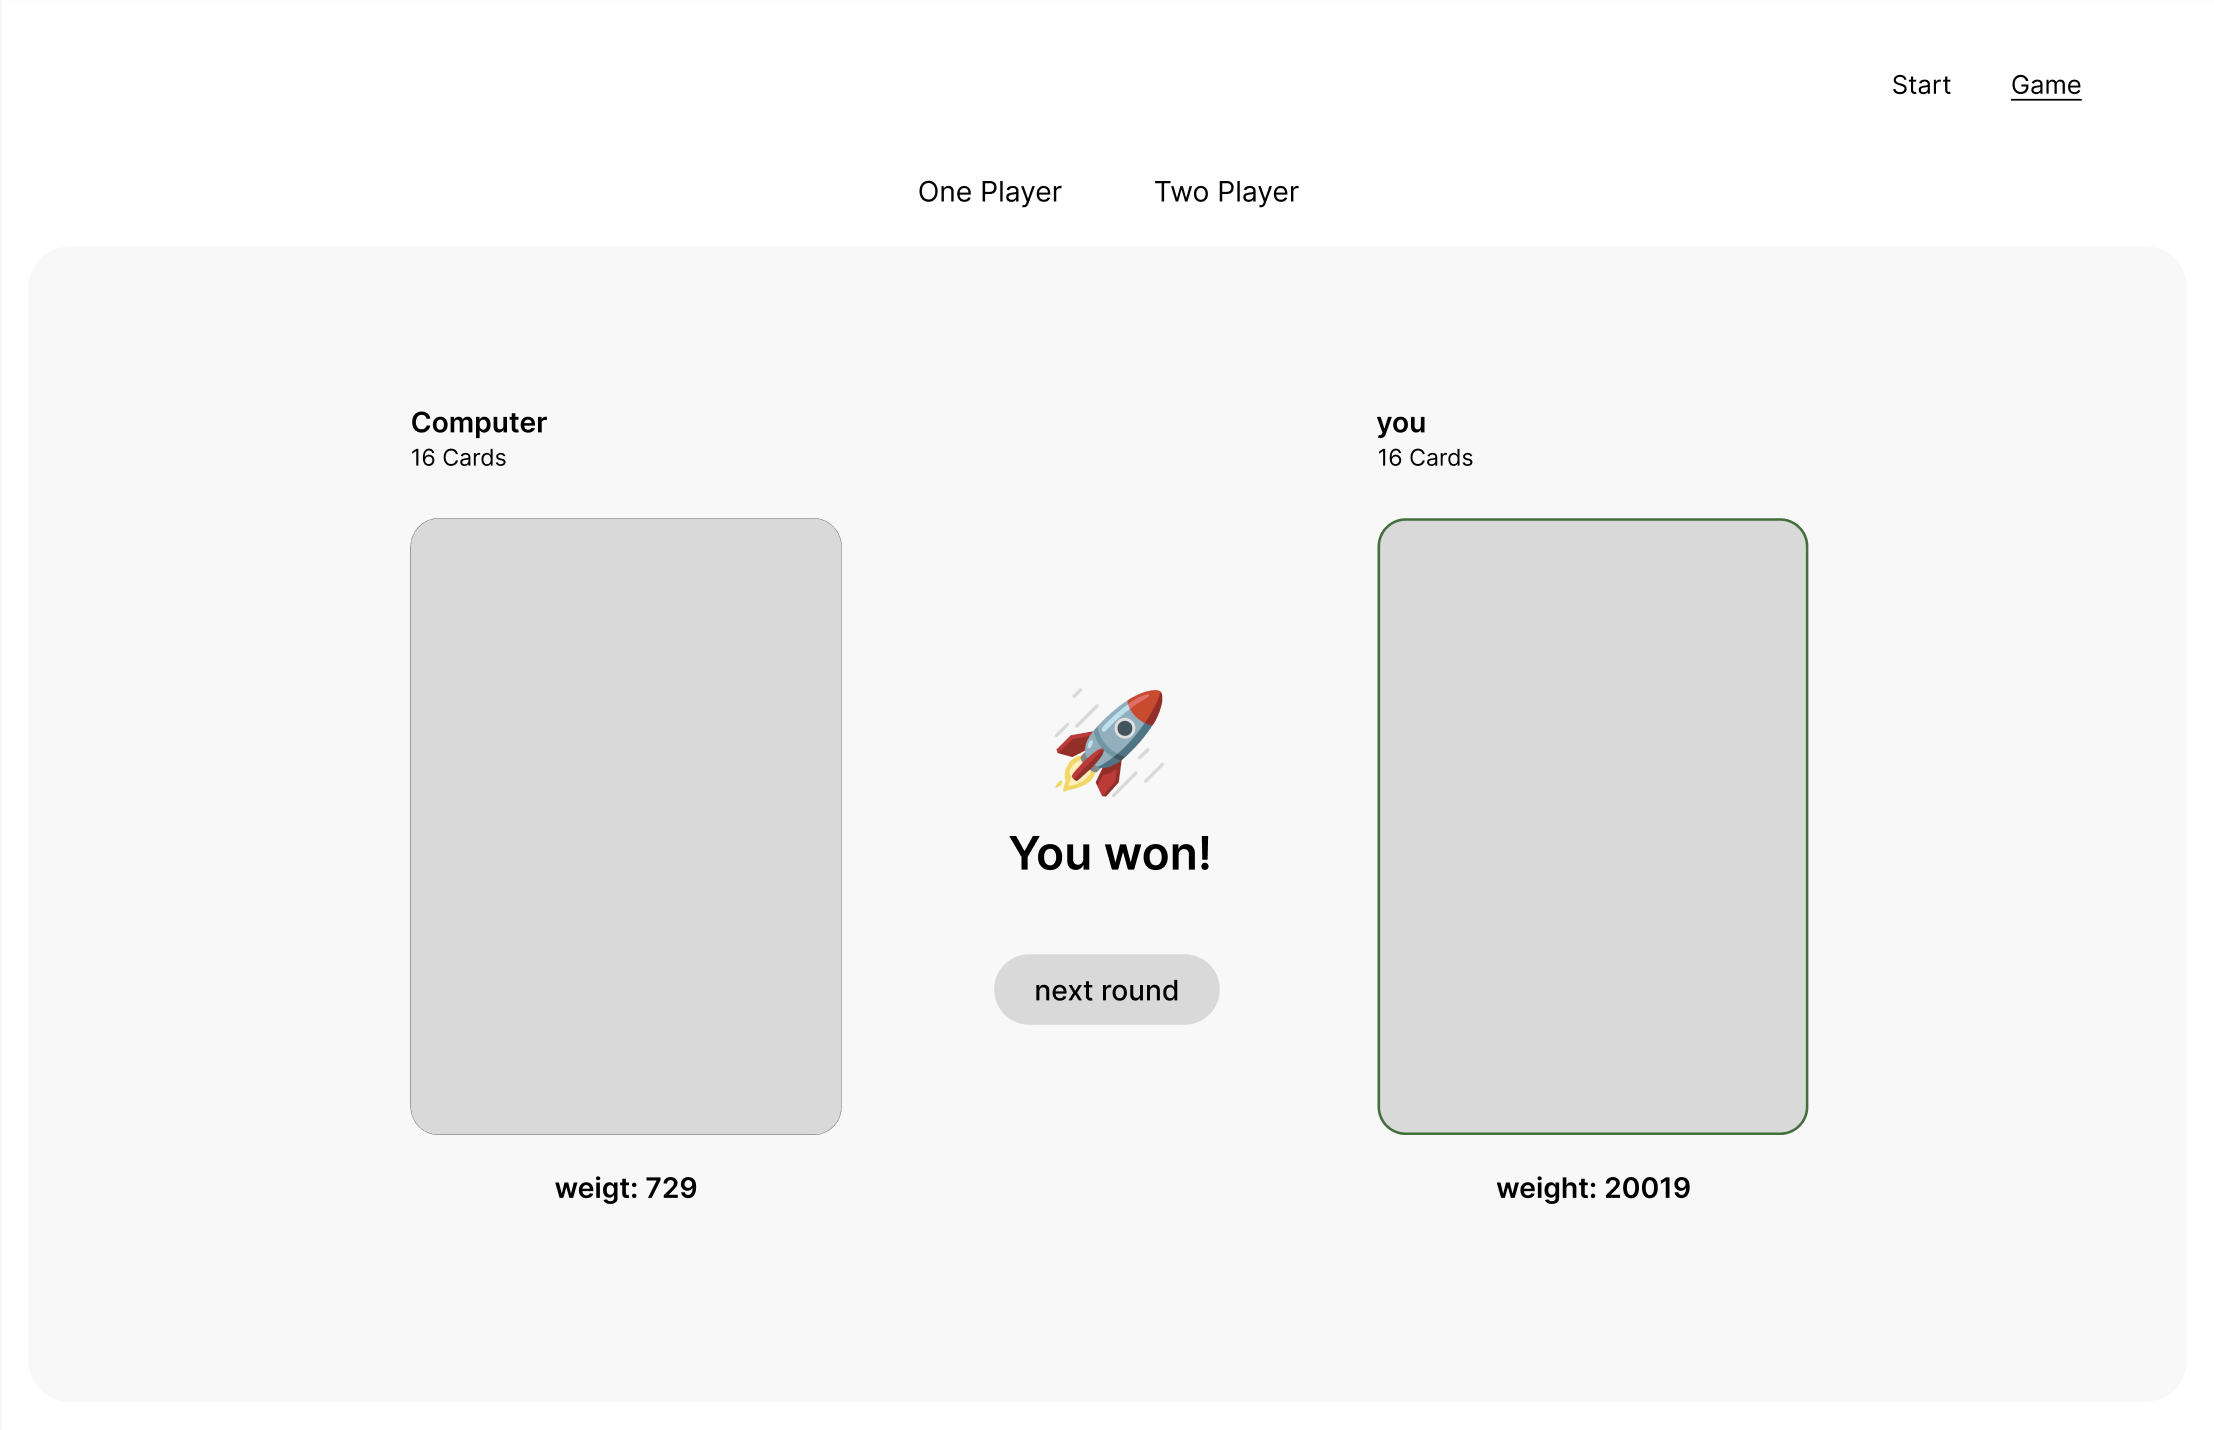 Start
Game
One Player
Two Player
Computer
16 Cards
you
16 Cards
You won!
next round
weigt: 729
weight: 20019